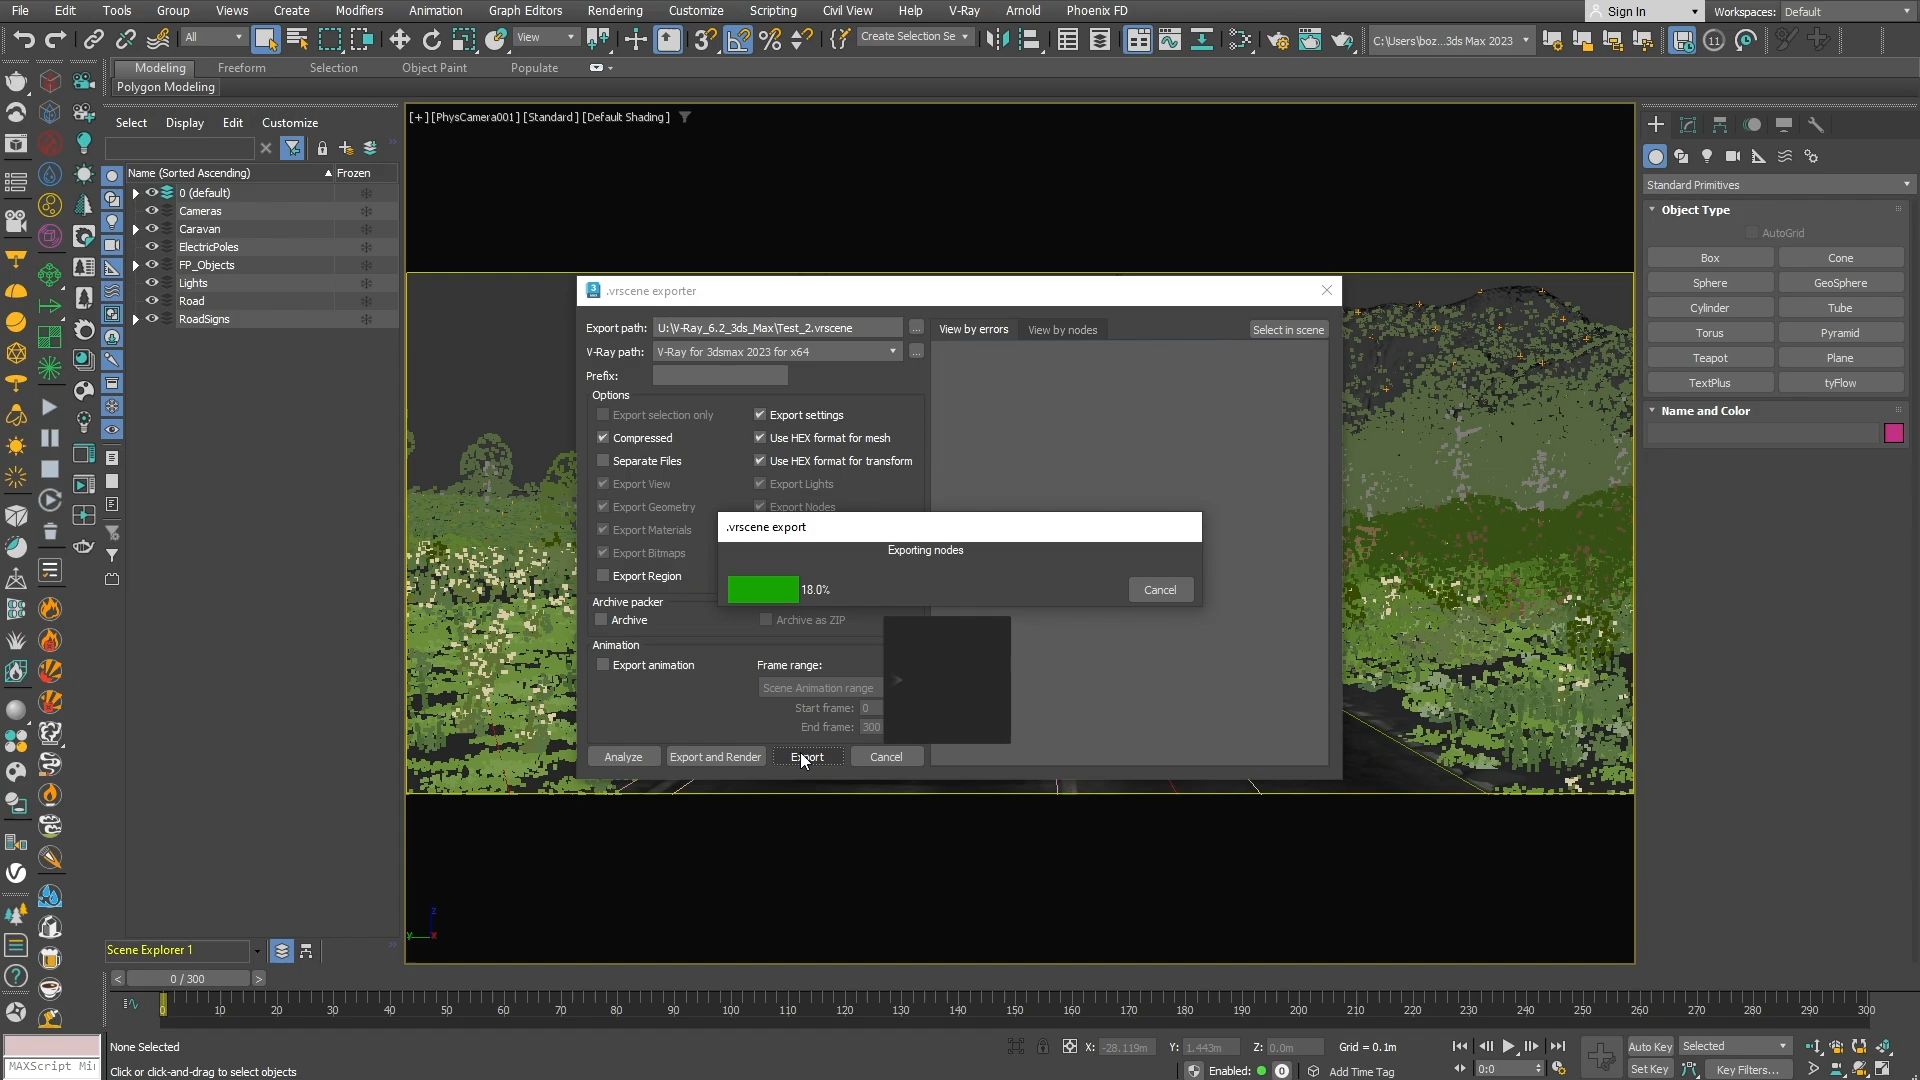 File Edit Tools Group Views Create Modifiers Animation Graph Editors Rendering Customize Scripting Civil View Help V-Ray Arnold Phoenix FD Sign In Workspaces: Default
All View Create Selection Se C:\Users\boz...3ds Max 2023 11
Modeling Freeform Selection Object Paint Populate
Polygon Modeling
[+] [PhysCamera001] [Standard] [Default Shading]
Select Display Edit Customize
Name (Sorted Ascending) Frozen
0 (default)
Cameras
Caravan
ElectricPoles
FP_Objects
Lights
Road
RoadSigns
.vrscene exporter
Export path: U:\V-Ray_6.2_3ds_Max\Test_2.vrscene ...
V-Ray path: V-Ray for 3dsmax 2023 for x64 ...
Prefix:
View by errors View by nodes Select in scene
Options
Export selection only Export settings
Compressed Use HEX format for mesh
Separate Files Use HEX format for transform
Export View Export Lights
Export Geometry Export Nodes
Export Materials
Export Bitmaps
Export Region
.vrscene export
Exporting nodes
18.0% Cancel
Archive packer
Archive Archive as ZIP
Animation
Export animation Frame range:
Scene Animation range
Start frame: 0
End frame: 300
Analyze Export and Render Export Cancel
Standard Primitives
Object Type
AutoGrid
Box Cone
Sphere GeoSphere
Cylinder Tube
Torus Pyramid
Teapot Plane
TextPlus tyFlow
Name and Color
z
y x
Scene Explorer 1
< 0 / 300 >
0 10 20 30 40 50 60 70 80 90 100 110 120 130 140 150 160 170 180 190 200 210 220 230 240 250 260 270 280 290 300
None Selected X: -28.119m Y: 1.443m Z: 0.0m Grid = 0.1m Auto Key Selected
MAXScript Mi Click or click-and-drag to select objects Enabled: 0 Add Time Tag 0:0 Set Key Key Filters...